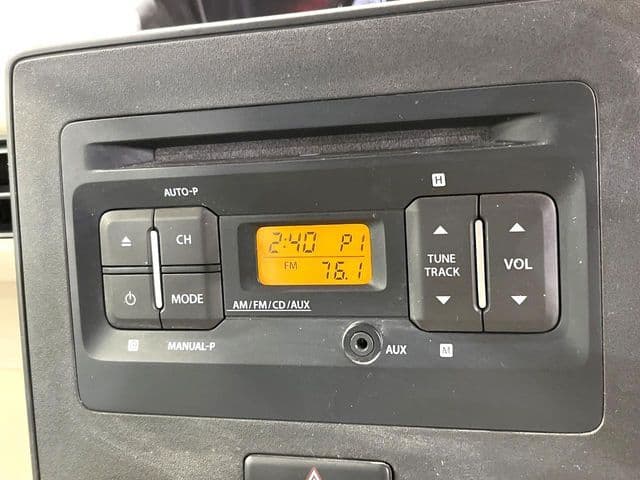 AUTO-P
H
CH
2:40 P1
FM 76.1
TUNE
TRACK
VOL
MODE
AM/FM/CD/AUX
MANUAL-P
AUX
M